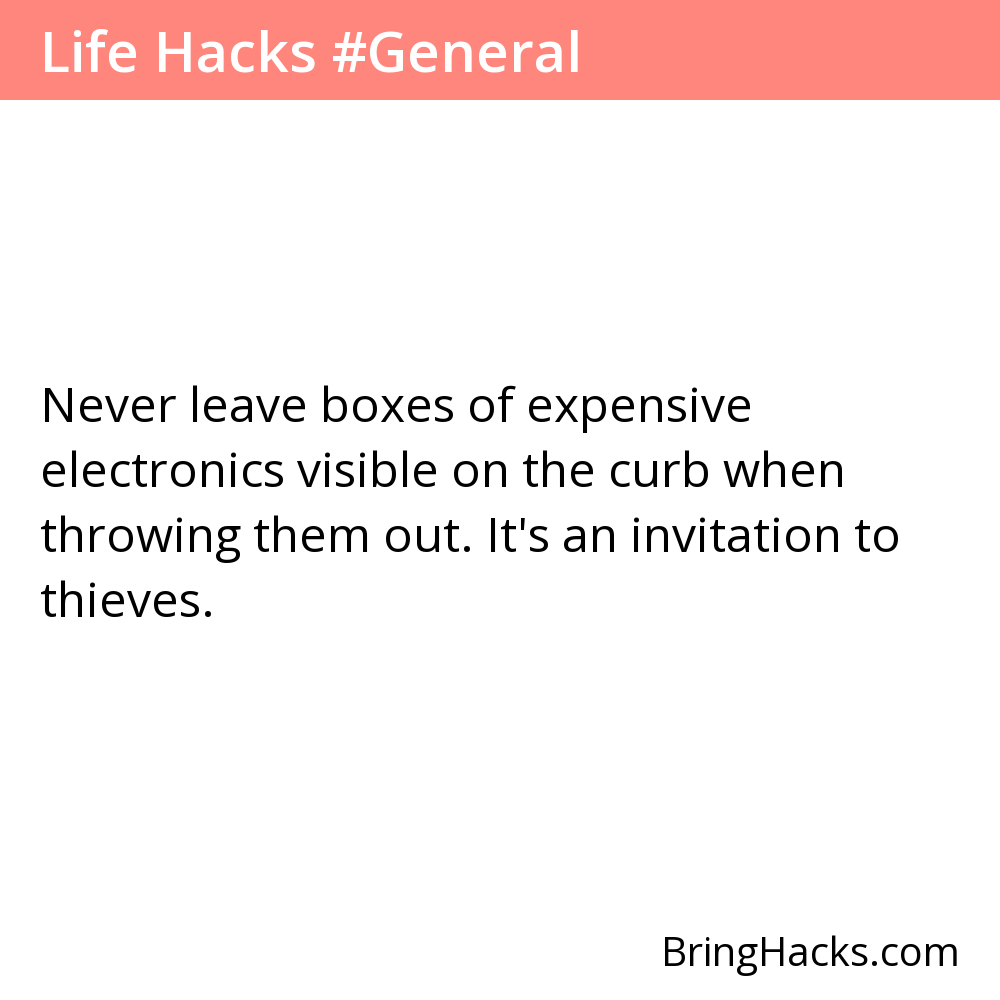 Life Hacks #General
Never leave boxes of expensive
electronics visible on the curb when
throwing them out. It's an invitation to
thieves.
BringHacks.com